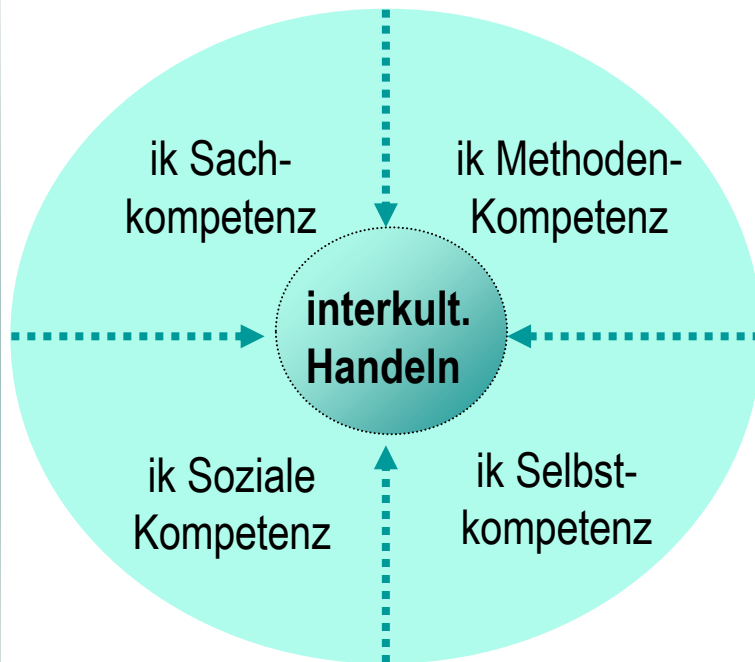 ik Sach-
kompetenz
ik Methoden-
Kompetenz
interkult.
Handeln
ik Soziale
Kompetenz
ik Selbst-
kompetenz